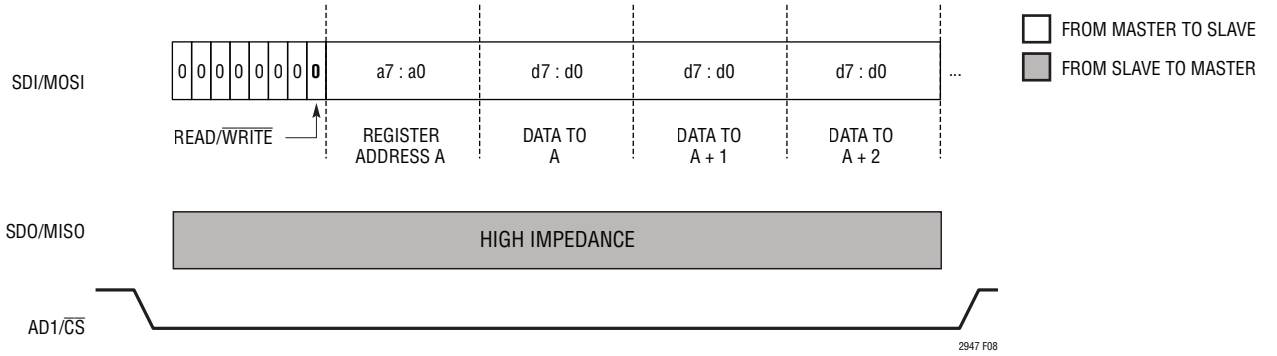 FROM MASTER TO SLAVE
FROM SLAVE TO MASTER
SDI/MOSI
0 0 0 0 0 0 0 0 a7 : a0 d7 : d0 d7 : d0 d7 : d0 ...
READ/WRITE
REGISTER
ADDRESS A
DATA TO
A
DATA TO
A + 1
DATA TO
A + 2
SDO/MISO
HIGH IMPEDANCE
AD1/CS
2947 F08